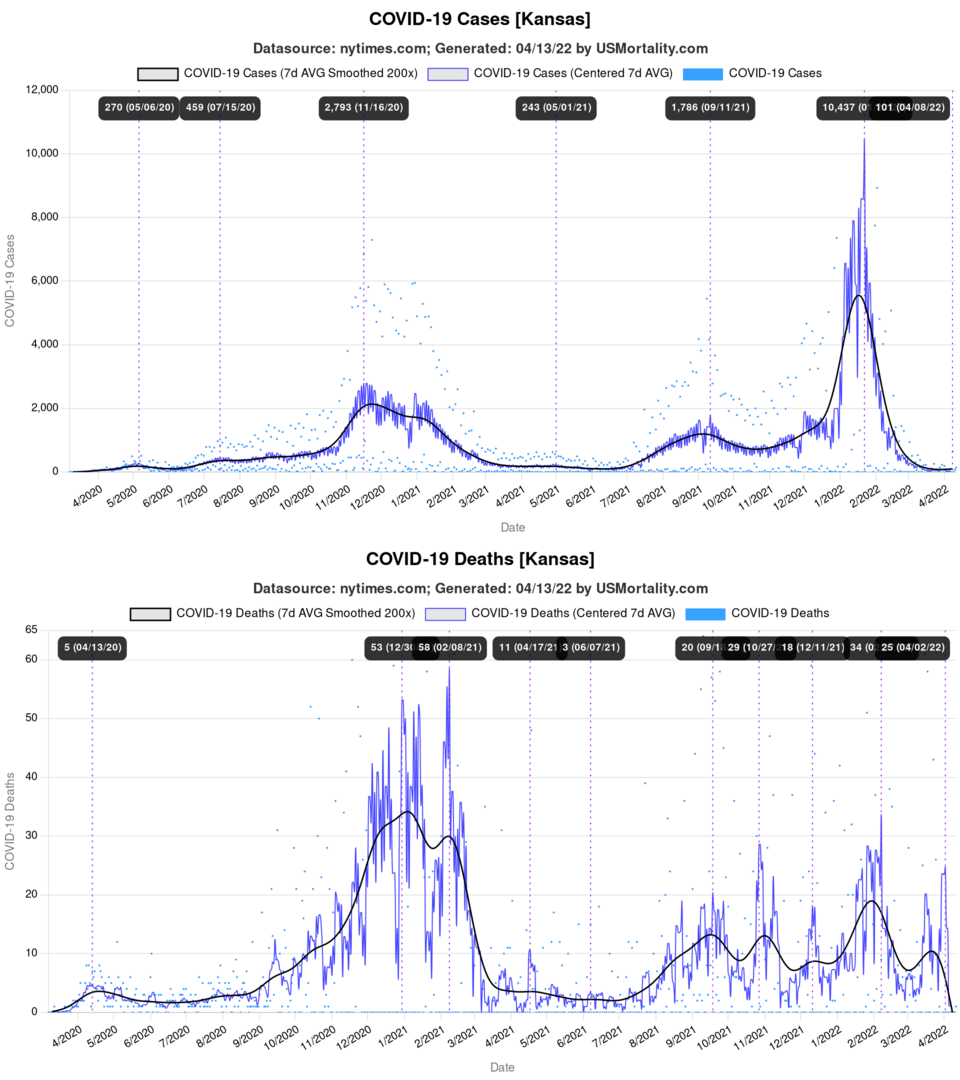 COVID-19 Cases [Kansas]
Datasource: nytimes.com; Generated: 04/13/22 by USMortality.com
COVID-19 Cases (7d AVG Smoothed 200x) COVID-19 Cases (Centered 7d AVG) COVID-19 Cases
12,000
270 (05/06/20) 459 (07/15/20) 2,793 (11/16/20) 243 (05/01/21) 1,786 (09/11/21) 10,437 101 (04/08/22)
10,000
8,000
6,000
4,000
2,000
0
COVID-19 Cases
4/2020 5/2020 6/2020 7/2020 8/2020 9/2020 10/2020 11/2020 12/2020 1/2021 2/2021 3/2021 4/2021 5/2021 6/2021 7/2021 8/2021 9/2021 10/2021 11/2021 12/2021 1/2022 2/2022 3/2022 4/2022
Date
COVID-19 Deaths [Kansas]
Datasource: nytimes.com; Generated: 04/13/22 by USMortality.com
COVID-19 Deaths (7d AVG Smoothed 200x) COVID-19 Deaths (Centered 7d AVG) COVID-19 Deaths
65
5 (04/13/20) 53 58 (02/08/21) 11 (04/17/21 3 (06/07/21) 20 29 (10/27/ 18 (12/11/21) 34 25 (04/02/22)
60
50
40
30
20
10
0
COVID-19 Deaths
4/2020 5/2020 6/2020 7/2020 8/2020 9/2020 10/2020 11/2020 12/2020 1/2021 2/2021 3/2021 4/2021 5/2021 6/2021 7/2021 8/2021 9/2021 10/2021 11/2021 12/2021 1/2022 2/2022 3/2022 4/2022
Date